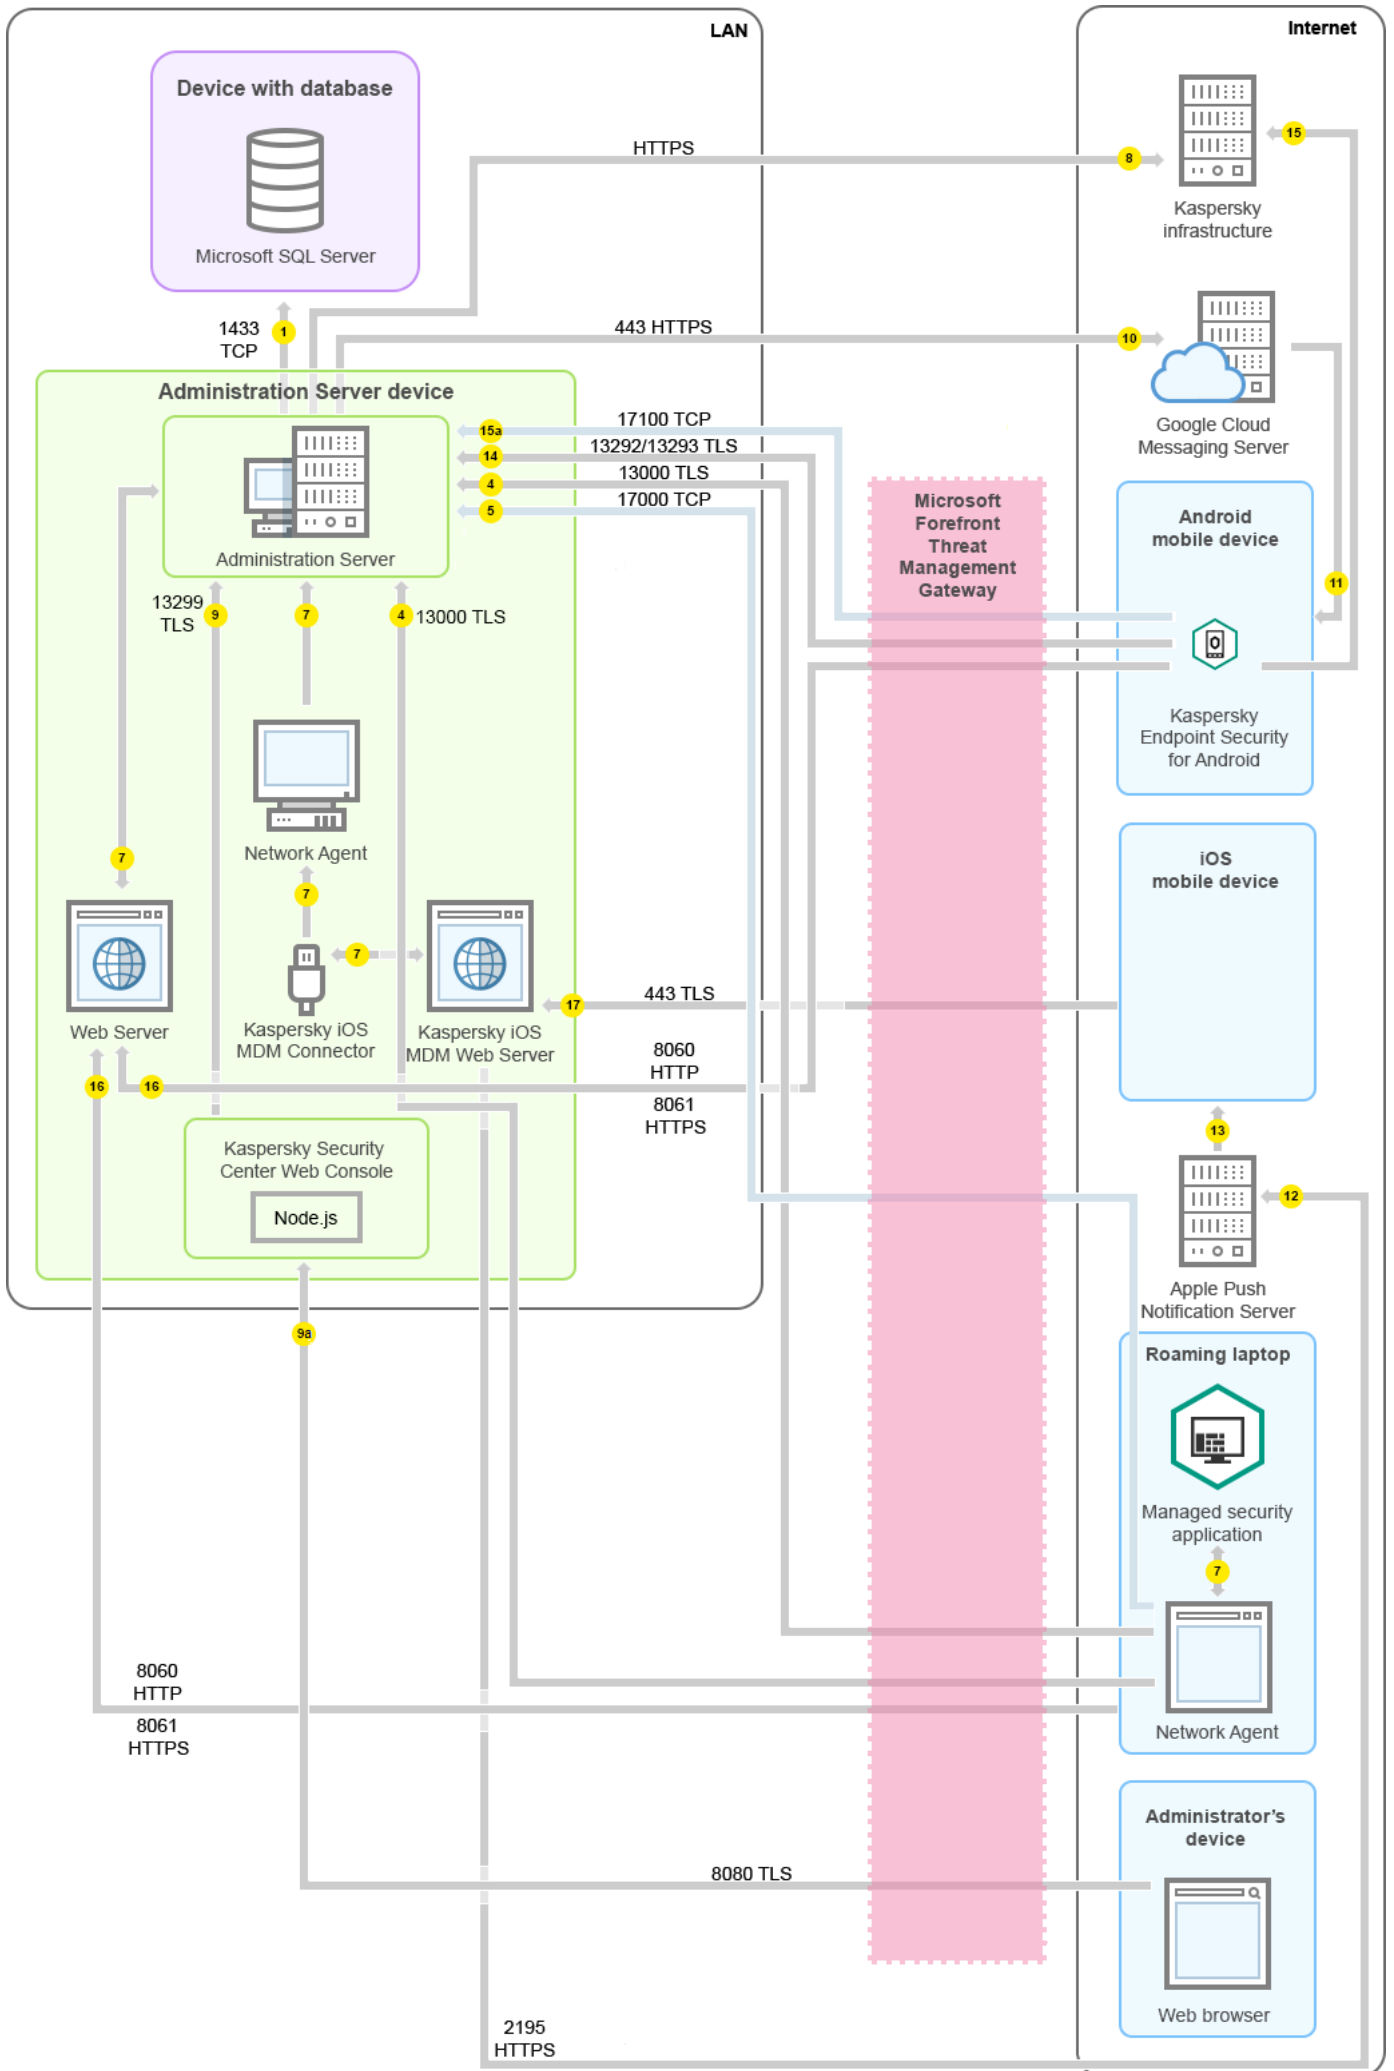 LAN
Internet
Device with database
Microsoft SQL Server
HTTPS
8
15
Kaspersky
infrastructure
1433
TCP
1
443 HTTPS
10
Google Cloud
Messaging Server
Administration Server device
Administration Server
15a
17100 TCP
14
13292/13293 TLS
4
13000 TLS
5
17000 TCP
Microsoft
Forefront
Threat
Management
Gateway
Android
mobile device
11
Kaspersky
Endpoint Security
for Android
13299
TLS
9
7
4
13000 TLS
Network Agent
7
7
7
Web Server
Kaspersky iOS
MDM Connector
Kaspersky iOS
MDM Web Server
17
443 TLS
iOS
mobile device
16
16
8060
HTTP
8061
HTTPS
Kaspersky Security
Center Web Console
Node.js
9a
13
12
Apple Push
Notification Server
Roaming laptop
Managed security
application
7
Network Agent
8060
HTTP
8061
HTTPS
8080 TLS
Administrator's
device
Web browser
2195
HTTPS